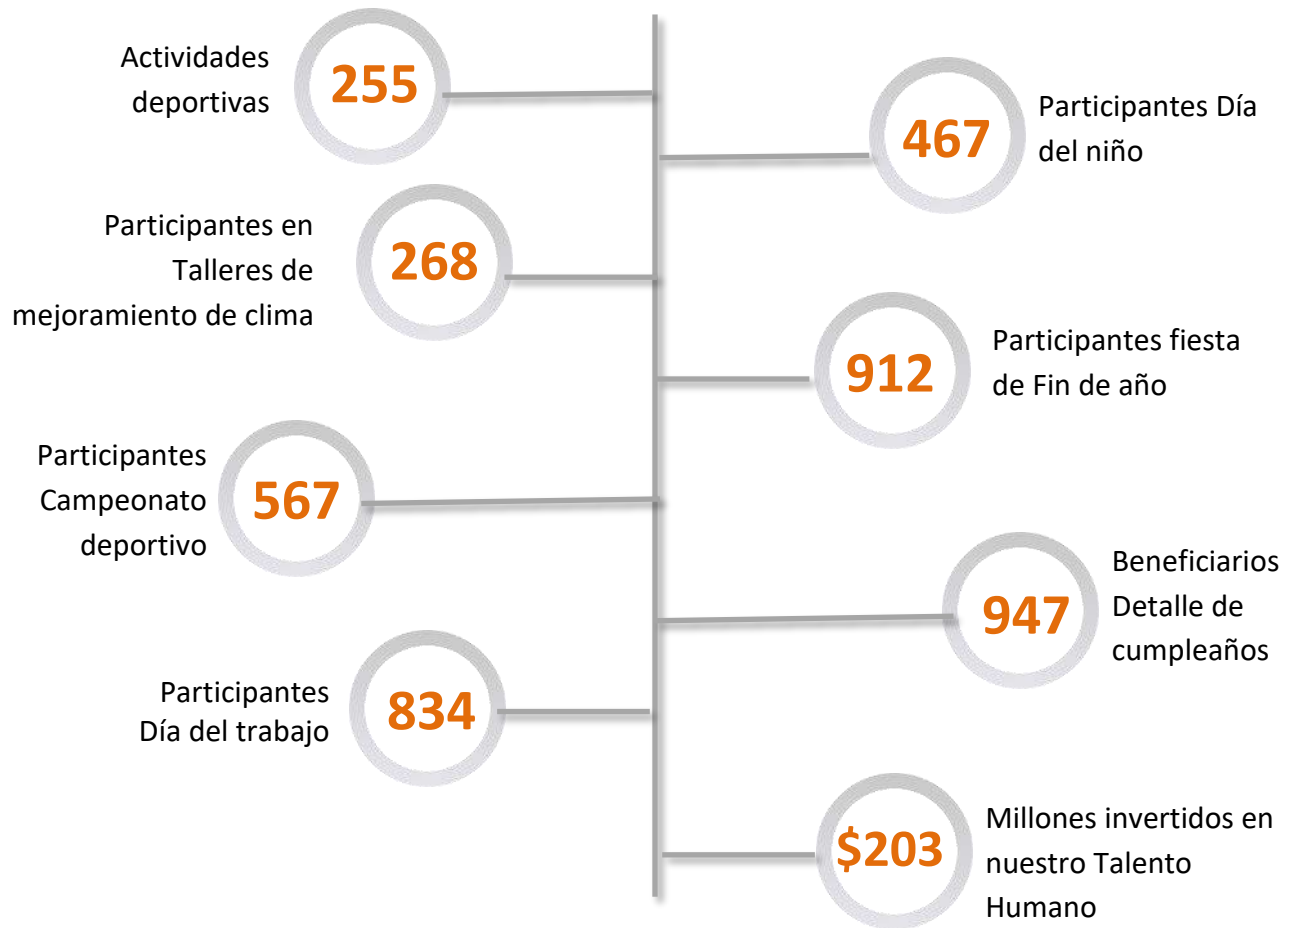 Actividades
deportivas
255
467
Participantes Día
del niño
Participantes en
Talleres de
mejoramiento de clima
268
912
Participantes fiesta
de Fin de año
Participantes
Campeonato
deportivo
567
947
Beneficiarios
Detalle de
cumpleaños
Participantes
Día del trabajo
834
$203
Millones invertidos en
nuestro Talento
Humano